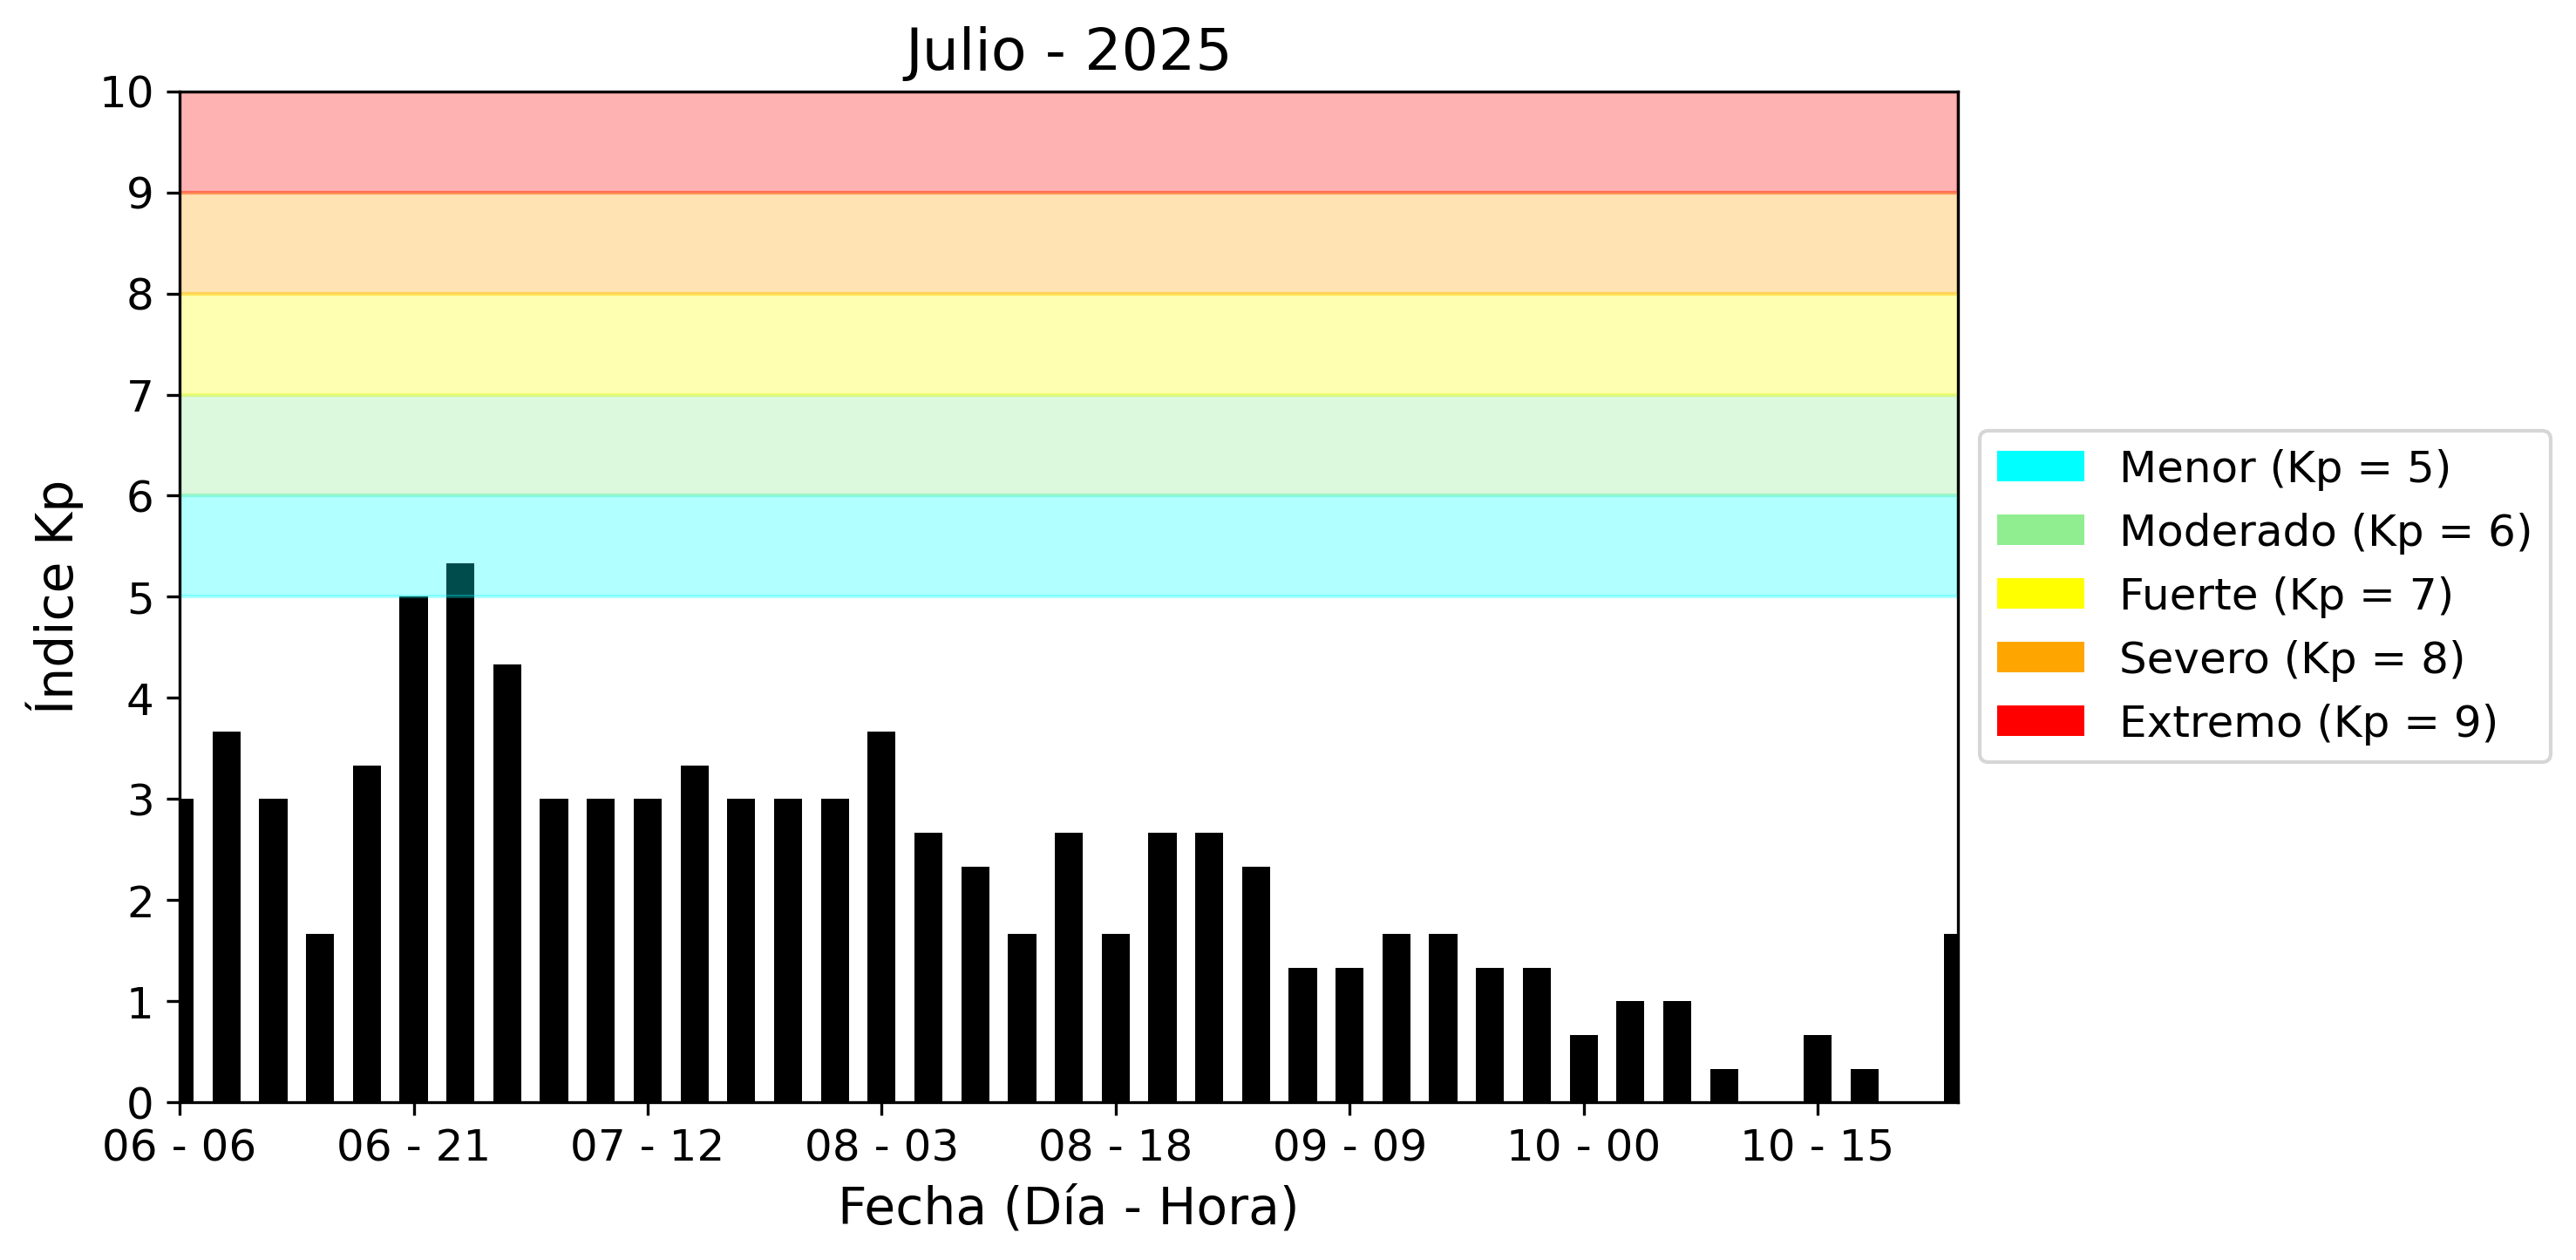 Julio - 2025
Índice Kp
10
9
8
7
6
5
4
3
2
1
0
06 - 06 06 - 21 07 - 12 08 - 03 08 - 18 09 - 09 10 - 00 10 - 15
Fecha (Día - Hora)
Menor (Kp = 5)
Moderado (Kp = 6)
Fuerte (Kp = 7)
Severo (Kp = 8)
Extremo (Kp = 9)